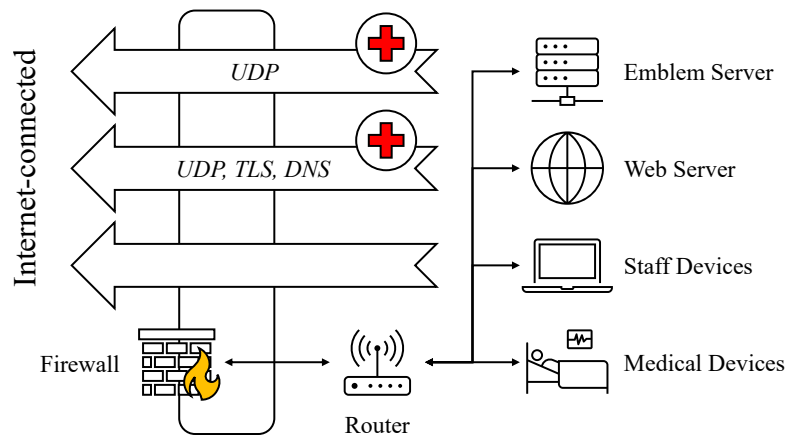 Internet-connected
UDP
Emblem Server
UDP, TLS, DNS
Web Server
Staff Devices
Firewall
Router
Medical Devices